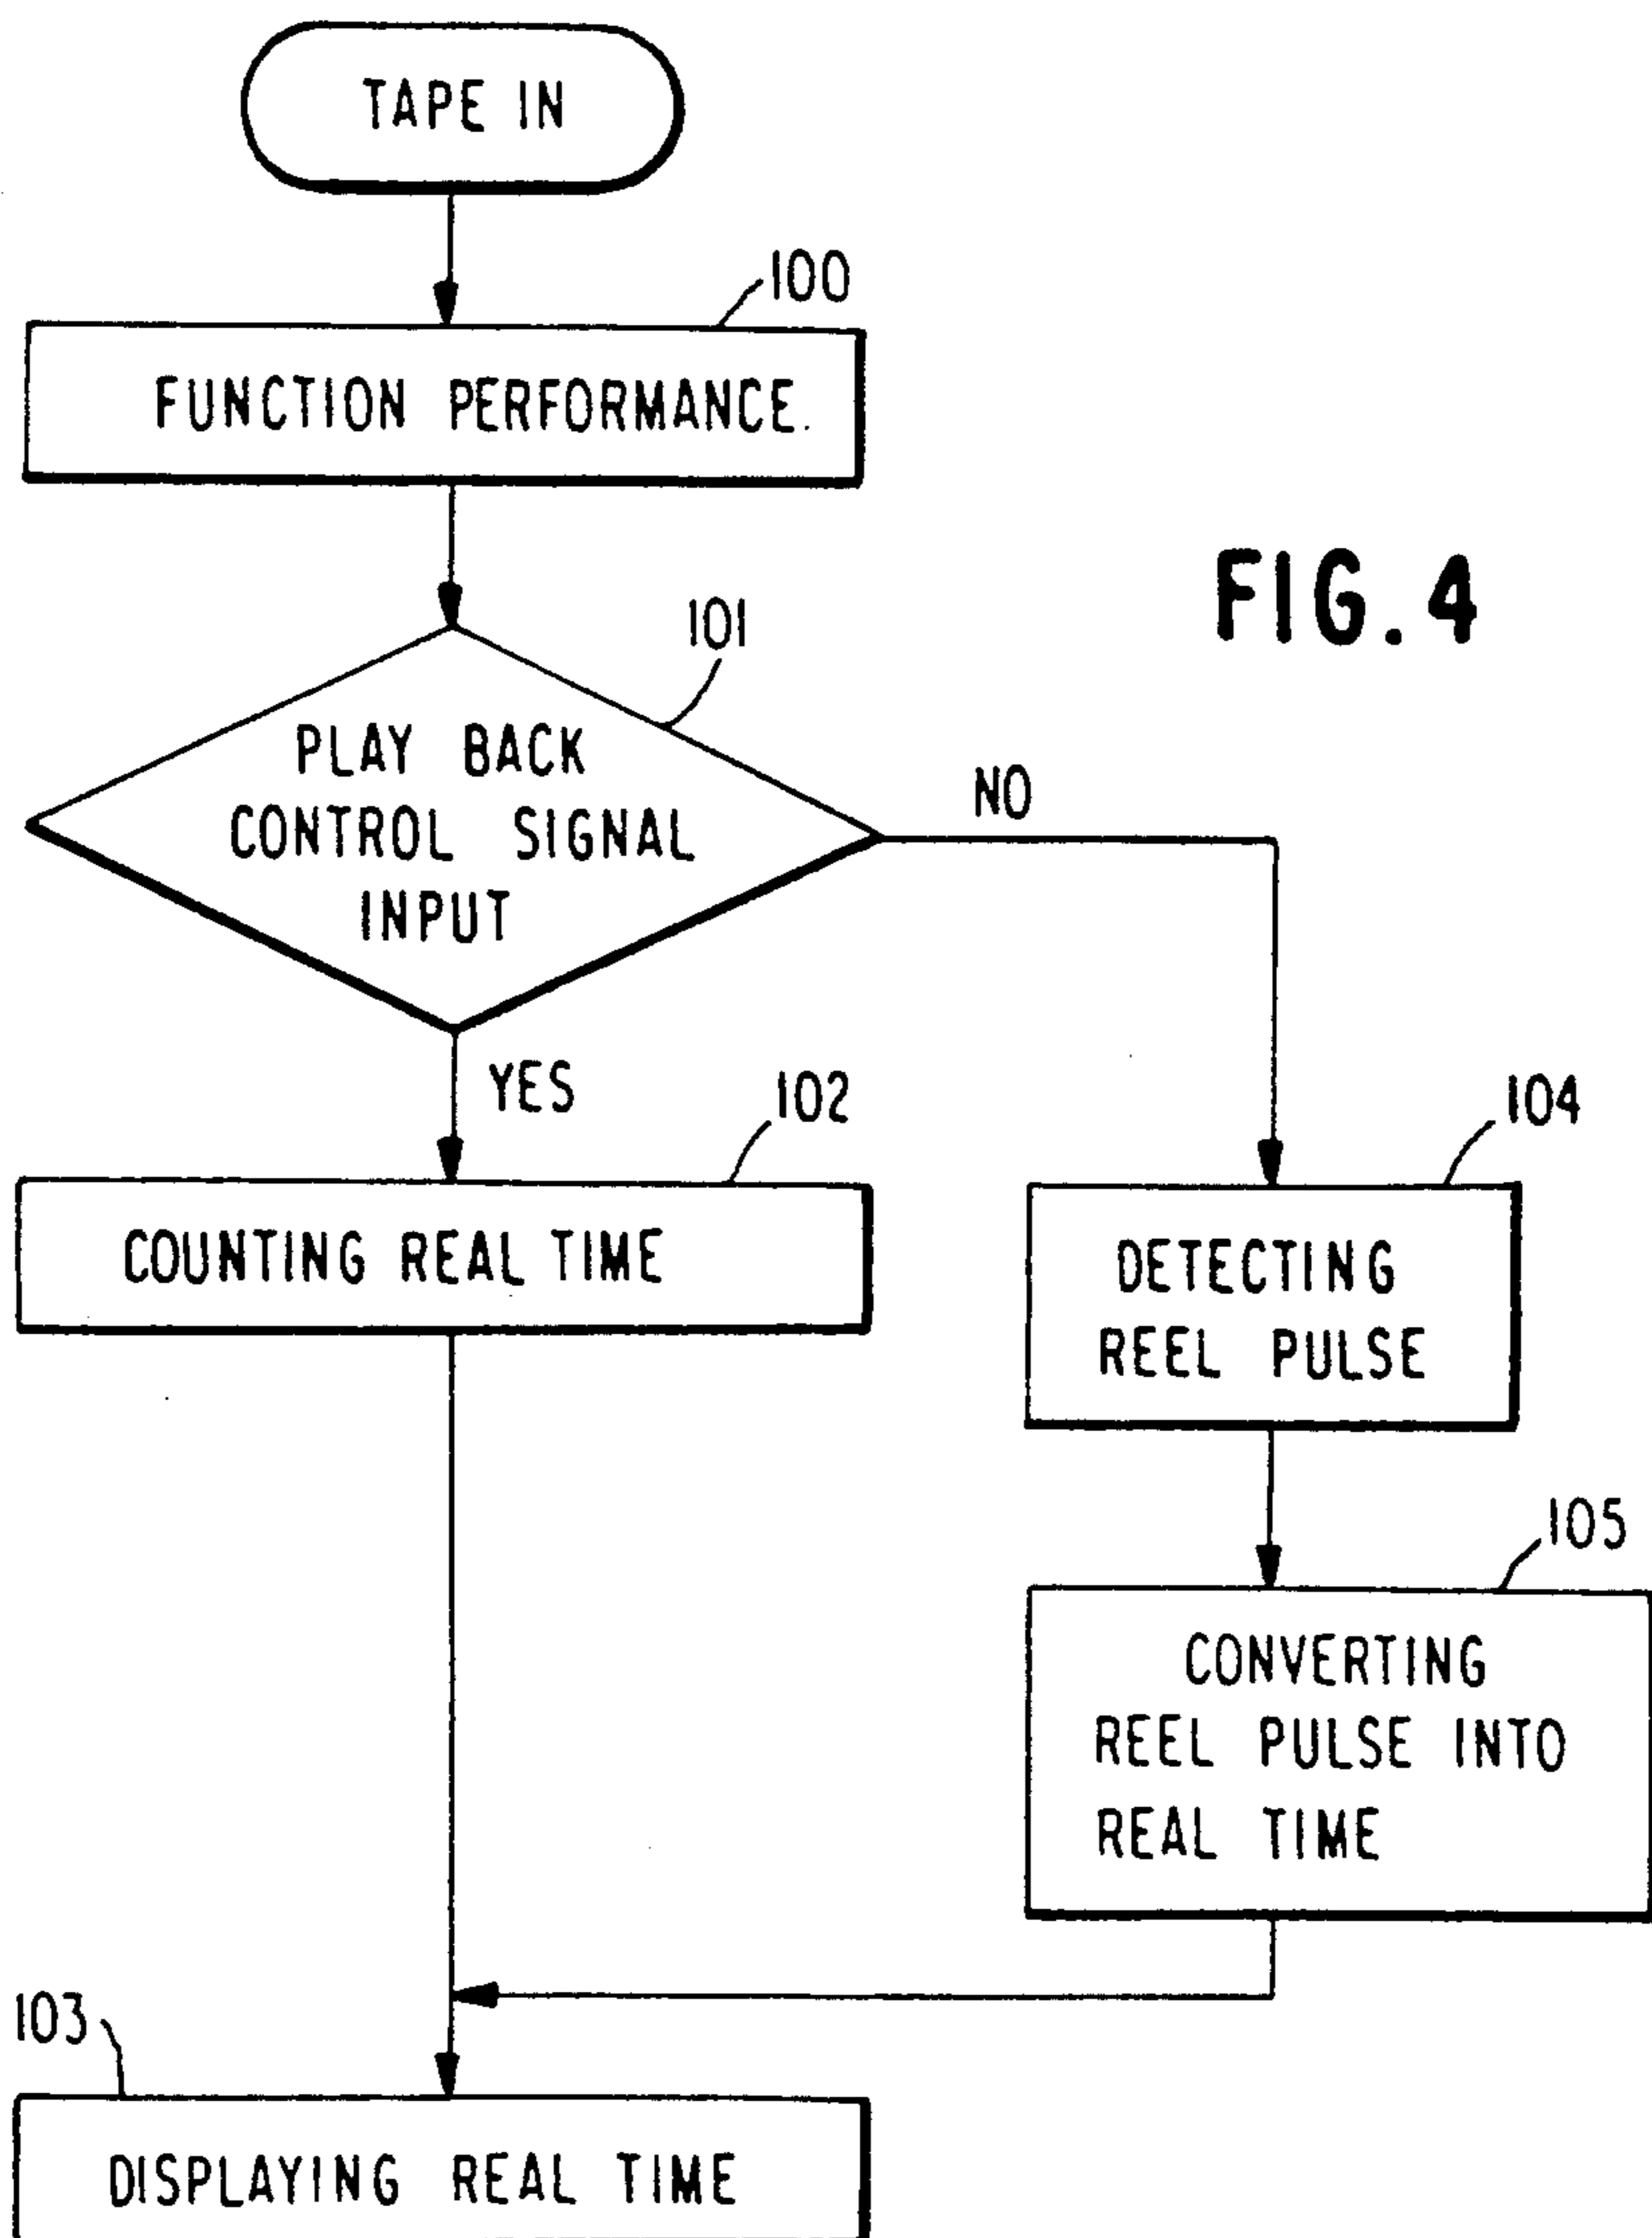 TAPE IN
100
FUNCTION PERFORMANCE.
FIG. 4
101
PLAY BACK
CONTROL SIGNAL
INPUT
NO
YES
102
COUNTING REAL TIME
104
DETECTING
REEL PULSE
105
CONVERTING
REEL PULSE INTO
REAL TIME
103
DISPLAYING REAL TIME